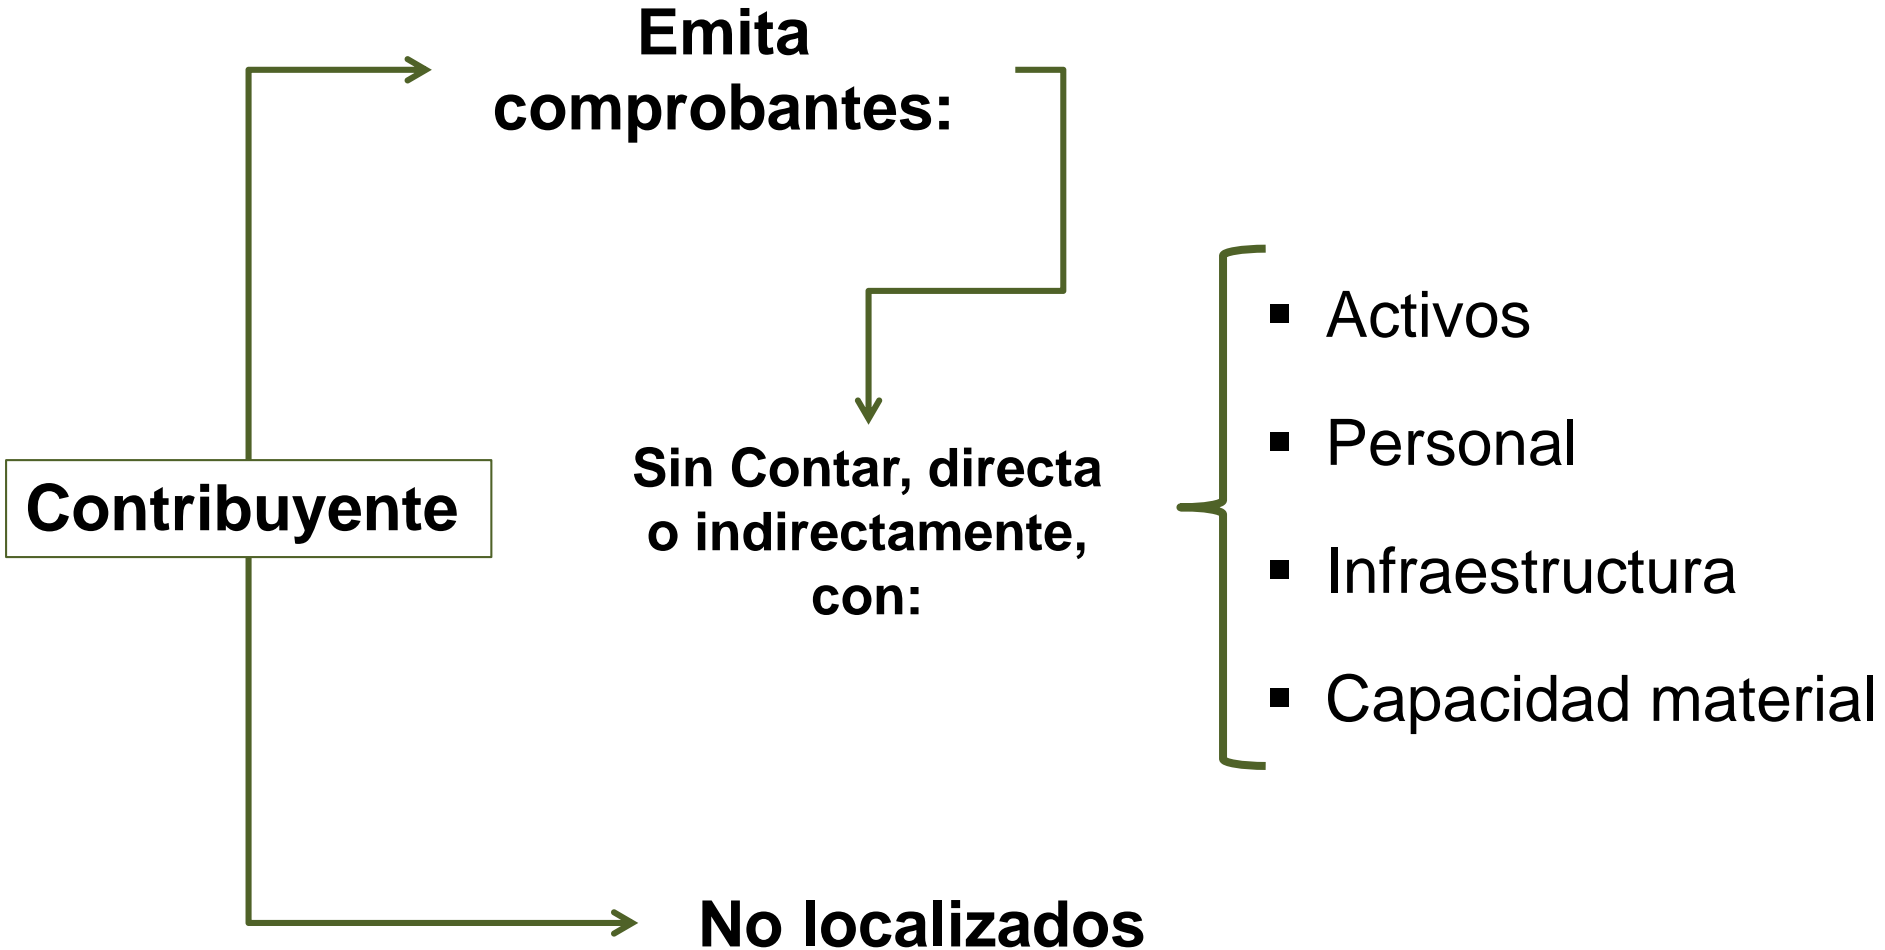 Emita
comprobantes:
Contribuyente
Sin Contar, directa
o indirectamente,
con:
▪ Activos
▪ Personal
▪ Infraestructura
▪ Capacidad material
No localizados